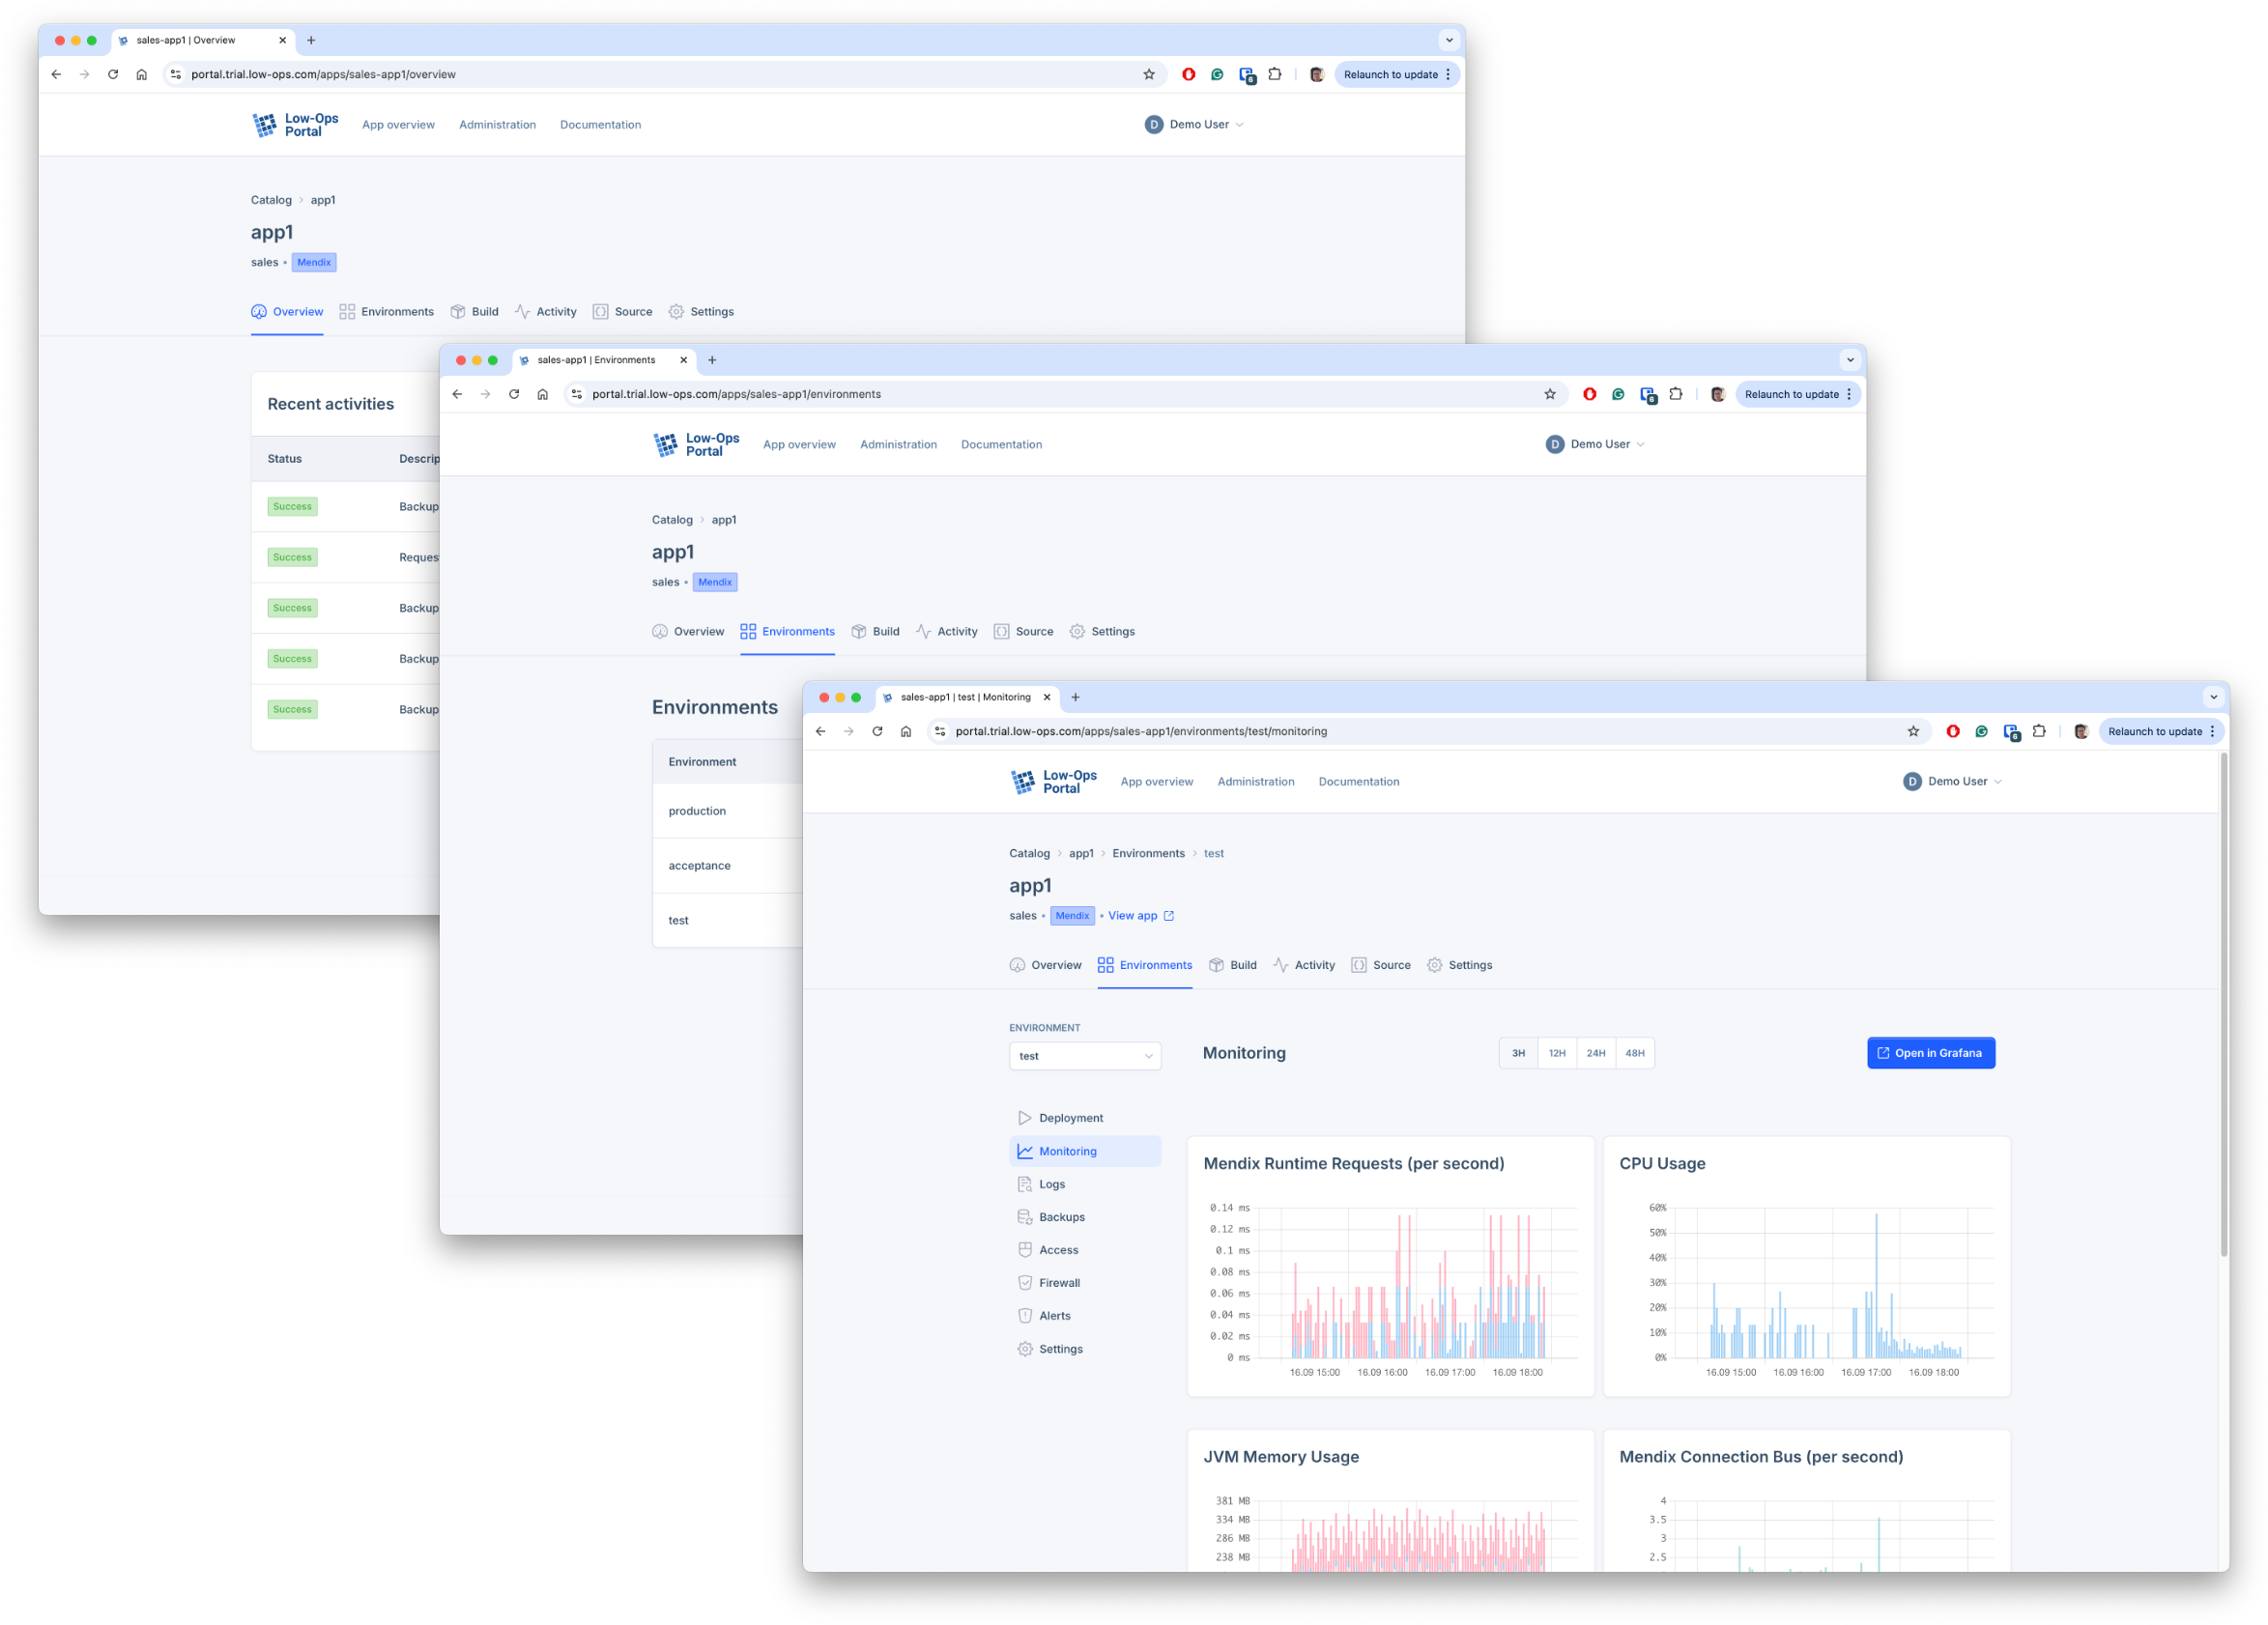 sales-app1 | Overview
portal.trial.low-ops.com/apps/sales-app1/overview
6
Relaunch to update
Low-Ops
Portal
App overview Administration Documentation
D Demo User
Catalog > app1
app1
sales • Mendix
Overview Environments Build Activity Source Settings
Recent activities
Status Descrip
Success Backup
Success Reques
Success Backup
Success Backup
Success Backup
sales-app1 | Environments
portal.trial.low-ops.com/apps/sales-app1/environments
6
Relaunch to update
Low-Ops
Portal
App overview Administration Documentation
D Demo User
Catalog > app1
app1
sales • Mendix
Overview Environments Build Activity Source Settings
Environments
Environment
production
acceptance
test
sales-app1 | test | Monitoring
portal.trial.low-ops.com/apps/sales-app1/environments/test/monitoring
6
Relaunch to update
Low-Ops
Portal
App overview Administration Documentation
D Demo User
Catalog > app1 > Environments > test
app1
sales • Mendix • View app
Overview Environments Build Activity Source Settings
ENVIRONMENT
test
Monitoring
3H 12H 24H 48H
Open in Grafana
Deployment
Monitoring
Logs
Backups
Access
Firewall
Alerts
Settings
Mendix Runtime Requests (per second)
0.14 ms
0.12 ms
0.1 ms
0.08 ms
0.06 ms
0.04 ms
0.02 ms
0 ms
16.09 15:00 16.09 16:00 16.09 17:00 16.09 18:00
CPU Usage
60%
50%
40%
30%
20%
10%
0%
16.09 15:00 16.09 16:00 16.09 17:00 16.09 18:00
JVM Memory Usage
381 MB
334 MB
286 MB
238 MB
Mendix Connection Bus (per second)
4
3.5
3
2.5